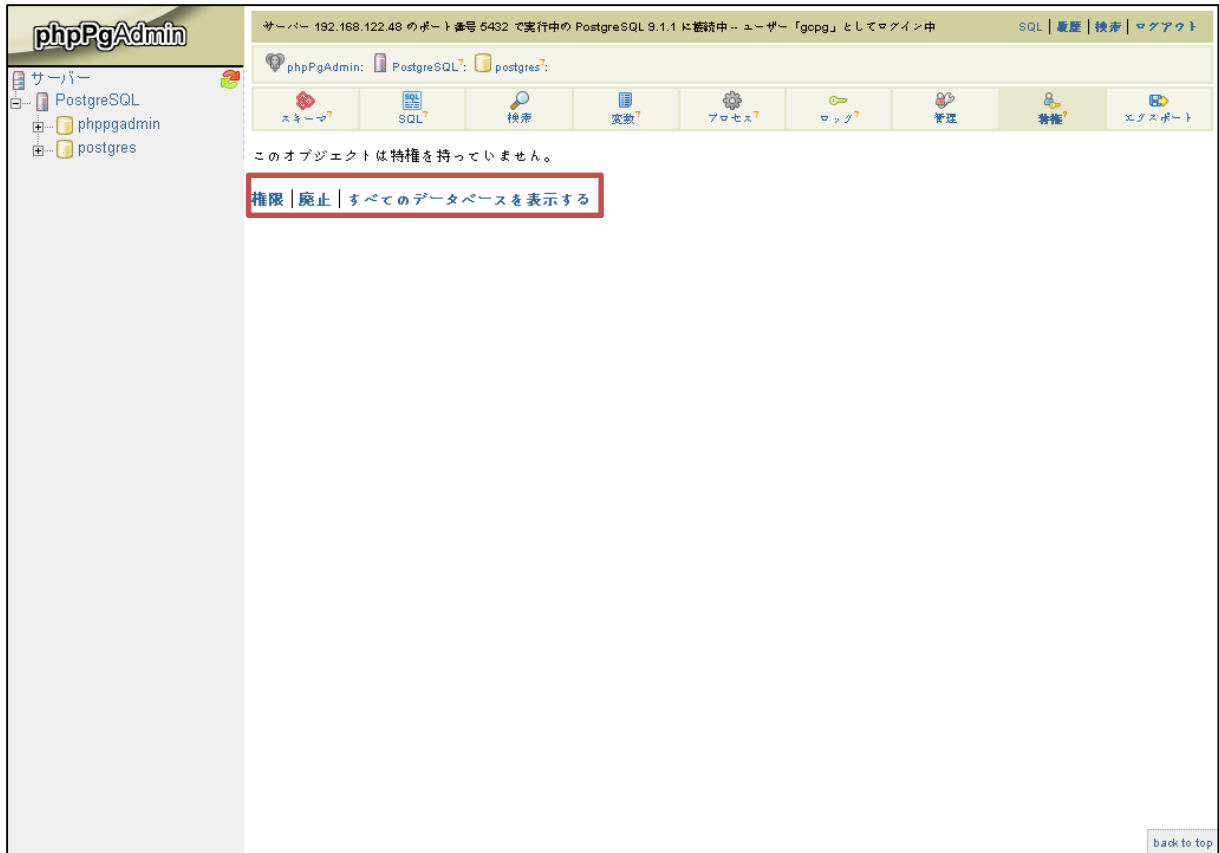 phpPgAdmin
サーバー 192.168.122.48 のポート番号 5432 で実行中の PostgreSQL 9.1.1 に接続中 -- ユーザー「gopg」としてログイン中
SQL | 履歴 | 検索 | ログアウト
phpPgAdmin: PostgreSQL?: postgres?:
サーバー
PostgreSQL
phppgadmin
postgres
スキーマ? SQL? 検索 変数? プロセス? ロック? 管理 特権? エクスポート
このオブジェクトは特権を持っていません。
権限 |廃止 | すべてのデータベースを表示する
back to top